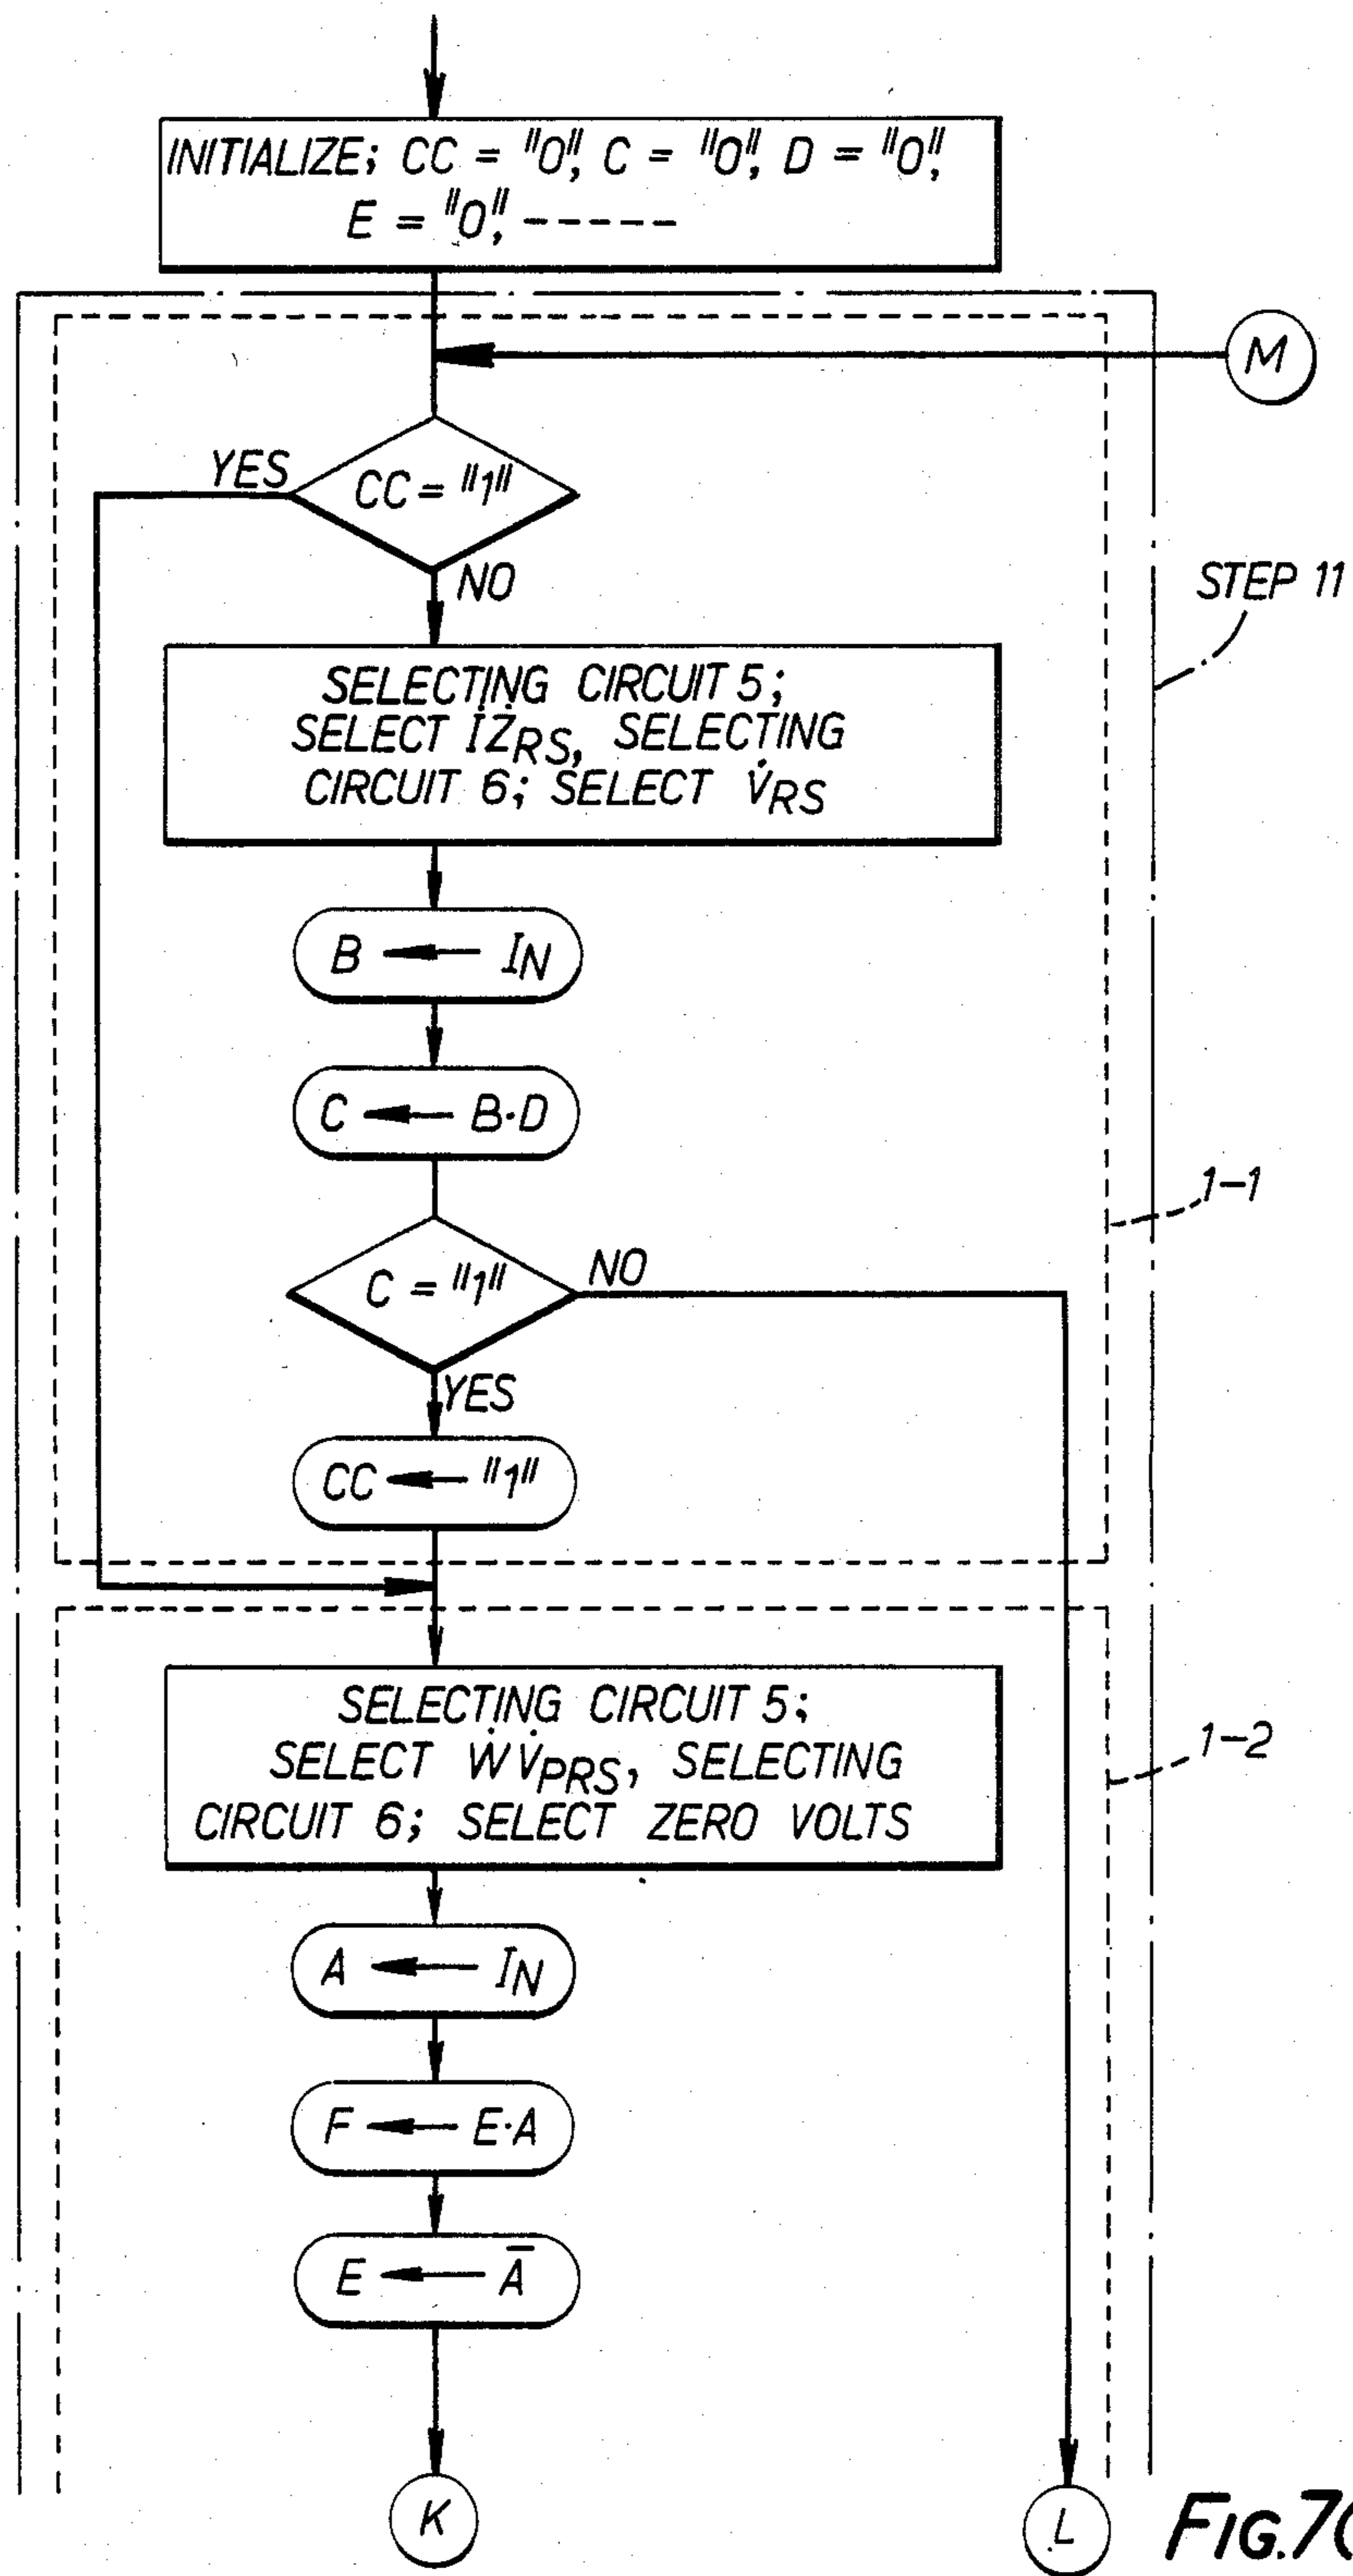 INITIALIZE; CC = "0", C = "0", D = "0",
E = "0", -----
M
YES
CC = "1"
NO
STEP 11
SELECTING CIRCUIT 5;
SELECT İŻRS, SELECTING
CIRCUIT 6; SELECT V̇RS
B ← IN
C ← B·D
1-1
C = "1"
NO
YES
CC ← "1"
SELECTING CIRCUIT 5;
SELECT ẆV̇PRS, SELECTING
CIRCUIT 6; SELECT ZERO VOLTS
1-2
A ← IN
F ← E·A
E ← Ā
K
L
FIG.7(